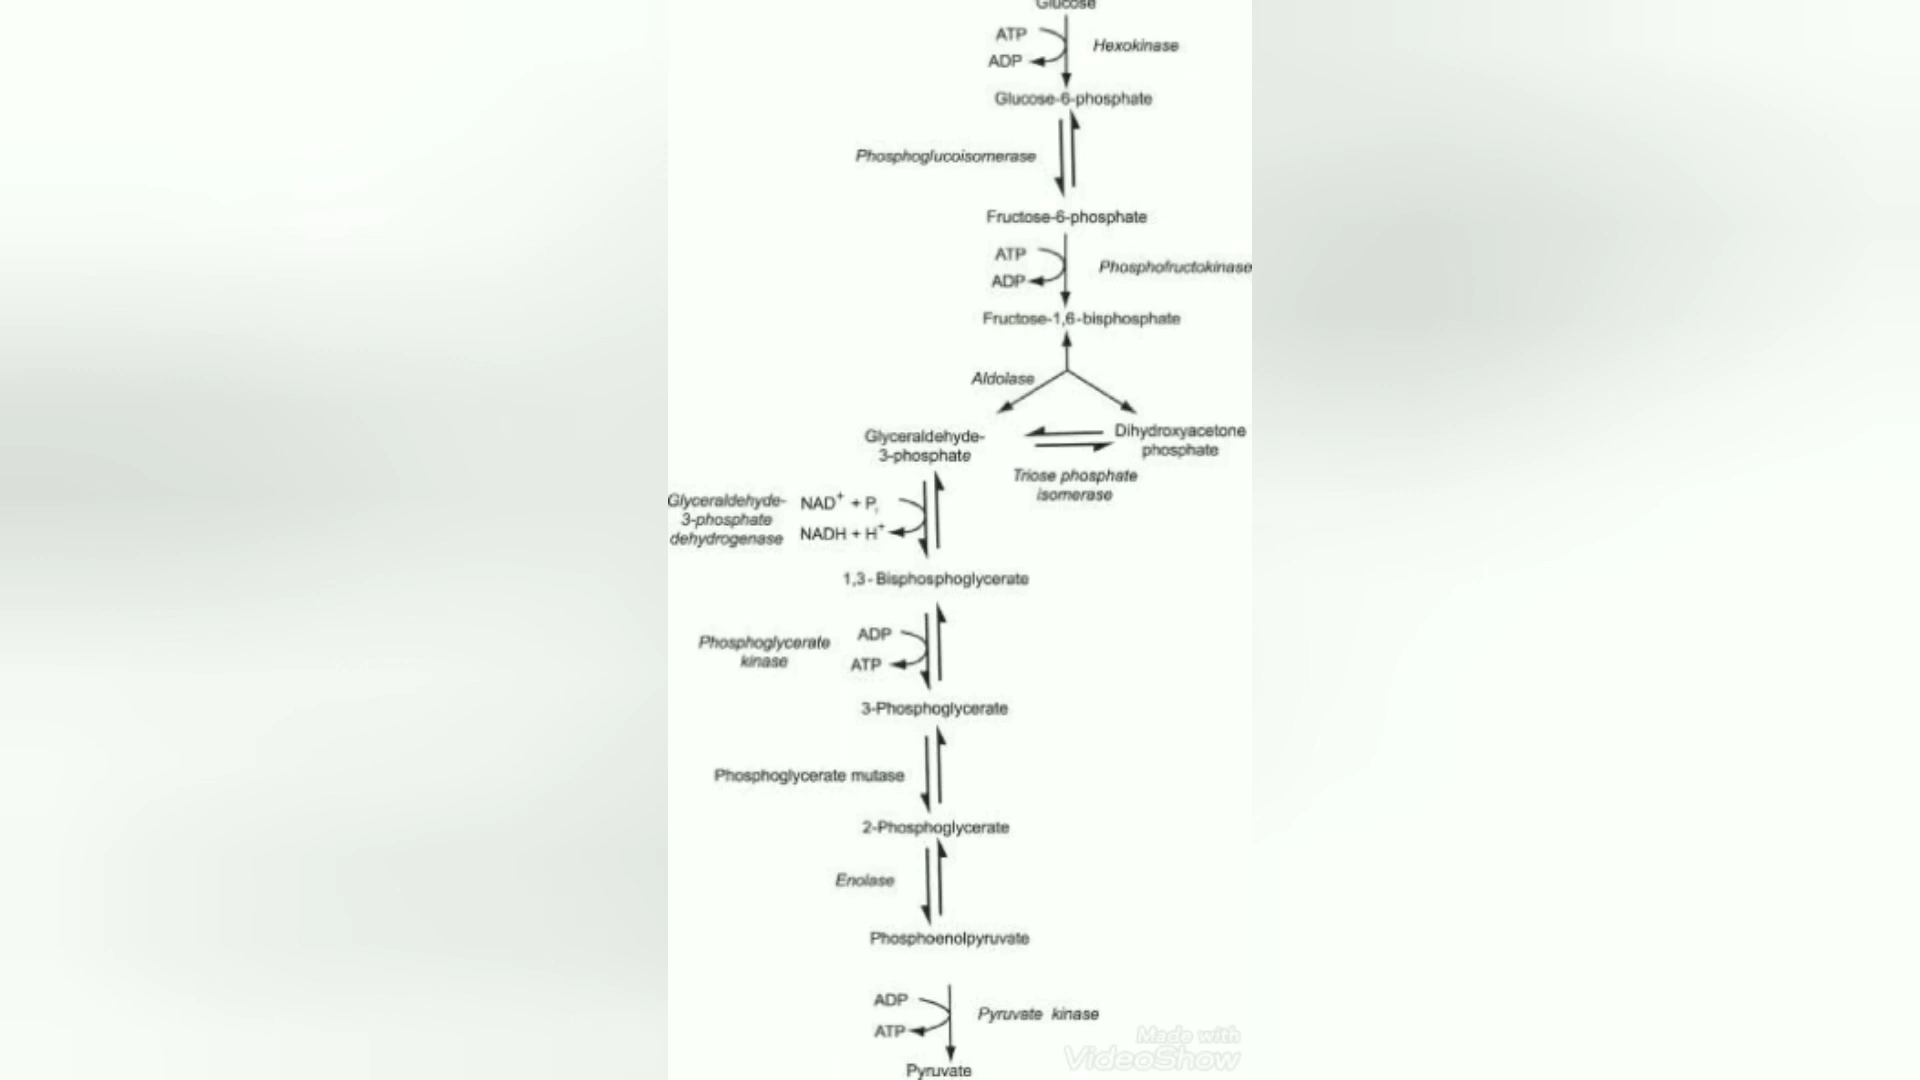 Glucose
ATP
Hexokinase
ADP
Glucose-6-phosphate
Phosphoglucoisomerase
Fructose-6-phosphate
ATP
Phosphofructokinase
ADP
Fructose-1,6-bisphosphate
Aldolase
Glyceraldehyde-
3-phosphate
Dihydroxyacetone
phosphate
Triose phosphate
isomerase
Glyceraldehyde-
3-phosphate
dehydrogenase
NAD+ + Pi
NADH + H+
1,3- Bisphosphoglycerate
Phosphoglycerate
kinase
ADP
ATP
3-Phosphoglycerate
Phosphoglycerate mutase
2-Phosphoglycerate
Enolase
Phosphoenolpyruvate
ADP
Pyruvate kinase
ATP
Pyruvate
Made with
VideoShow